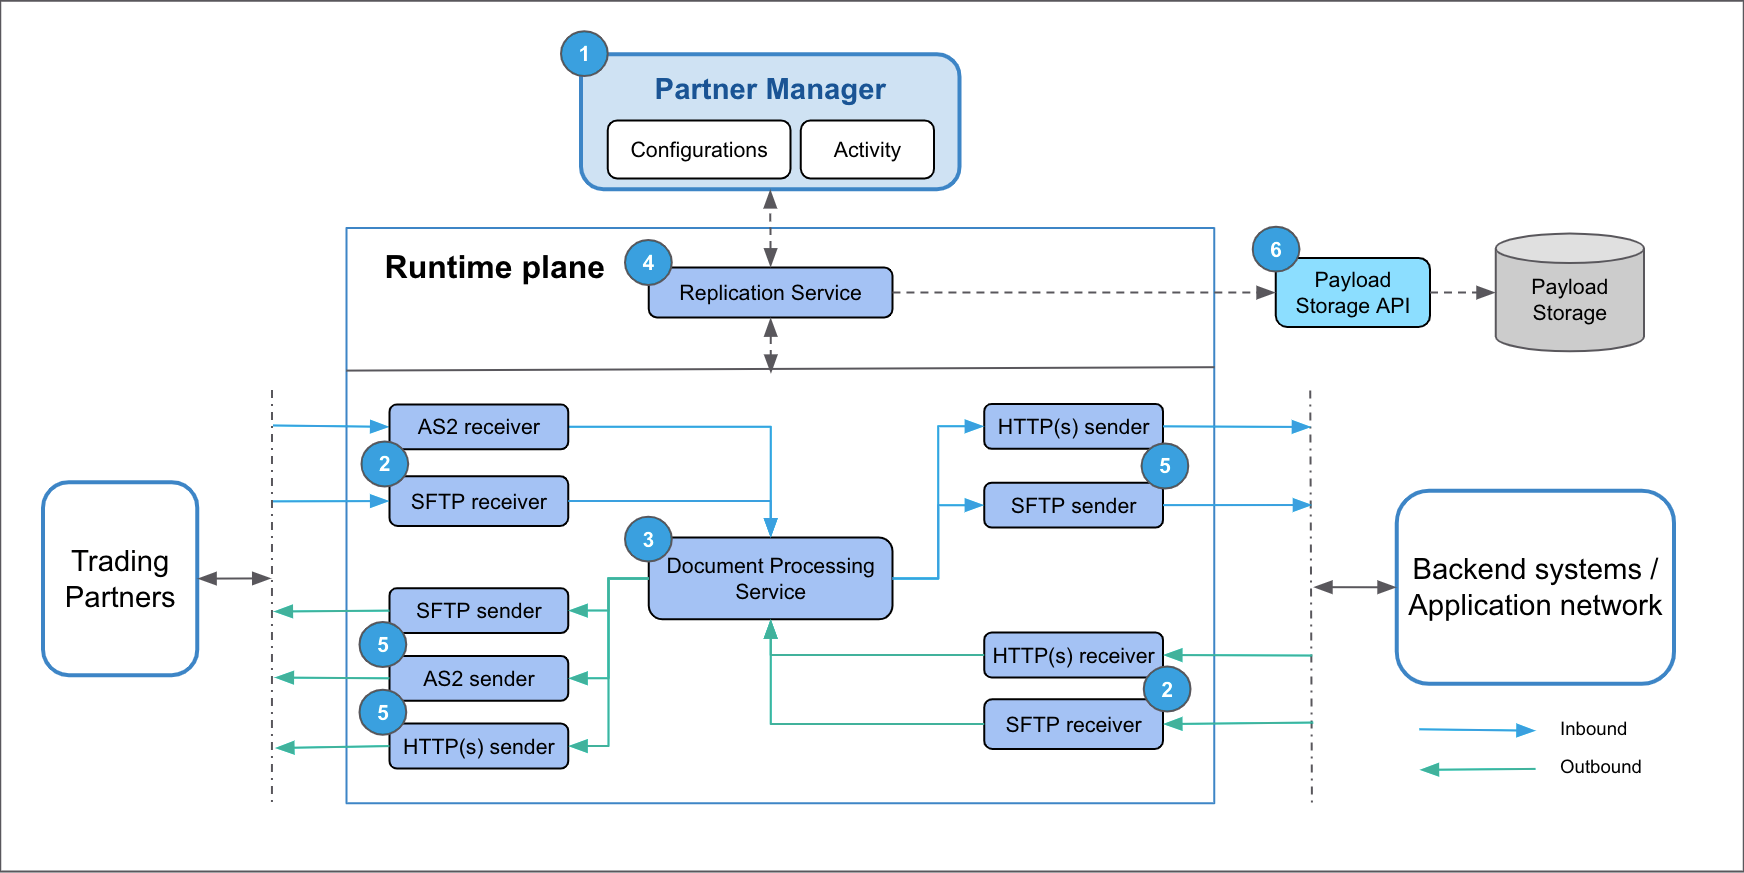 1
Partner Manager
Configurations
Activity
Runtime plane
4
Replication Service
6
Payload
Storage API
Payload
Storage
AS2 receiver
2
SFTP receiver
HTTP(s) sender
5
SFTP sender
3
Document Processing
Service
Trading
Partners
SFTP sender
5
AS2 sender
5
HTTP(s) sender
HTTP(s) receiver
2
SFTP receiver
Backend systems /
Application network
Inbound
Outbound